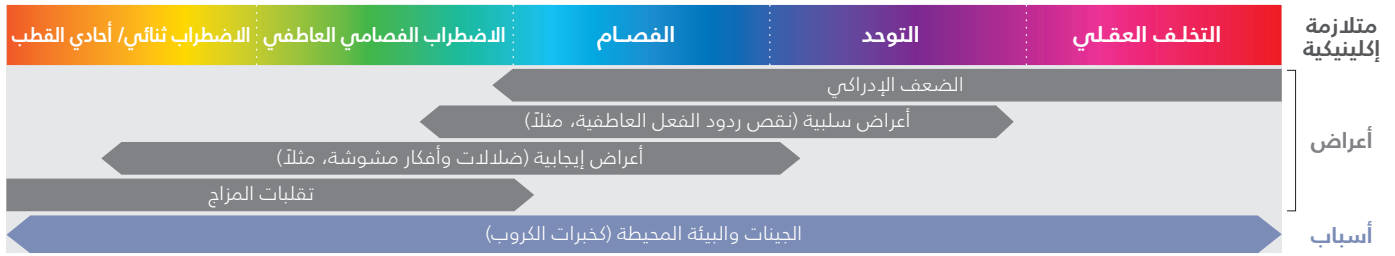 متلازمة
إكلينيكية
التخلف العقلي
التوحد
الفصام
الاضطراب الفصامي العاطفي
الاضطراب ثنائي/ أحادي القطب
أعراض
الضعف الإدراكي
أعراض سلبية (نقص ردود الفعل العاطفية، مثلاً)
أعراض إيجابية (ضلالات وأفكار مشوشة، مثلاً)
تقلبات المزاج
أسباب
الجينات والبيئة المحيطة (كخبرات الكروب)